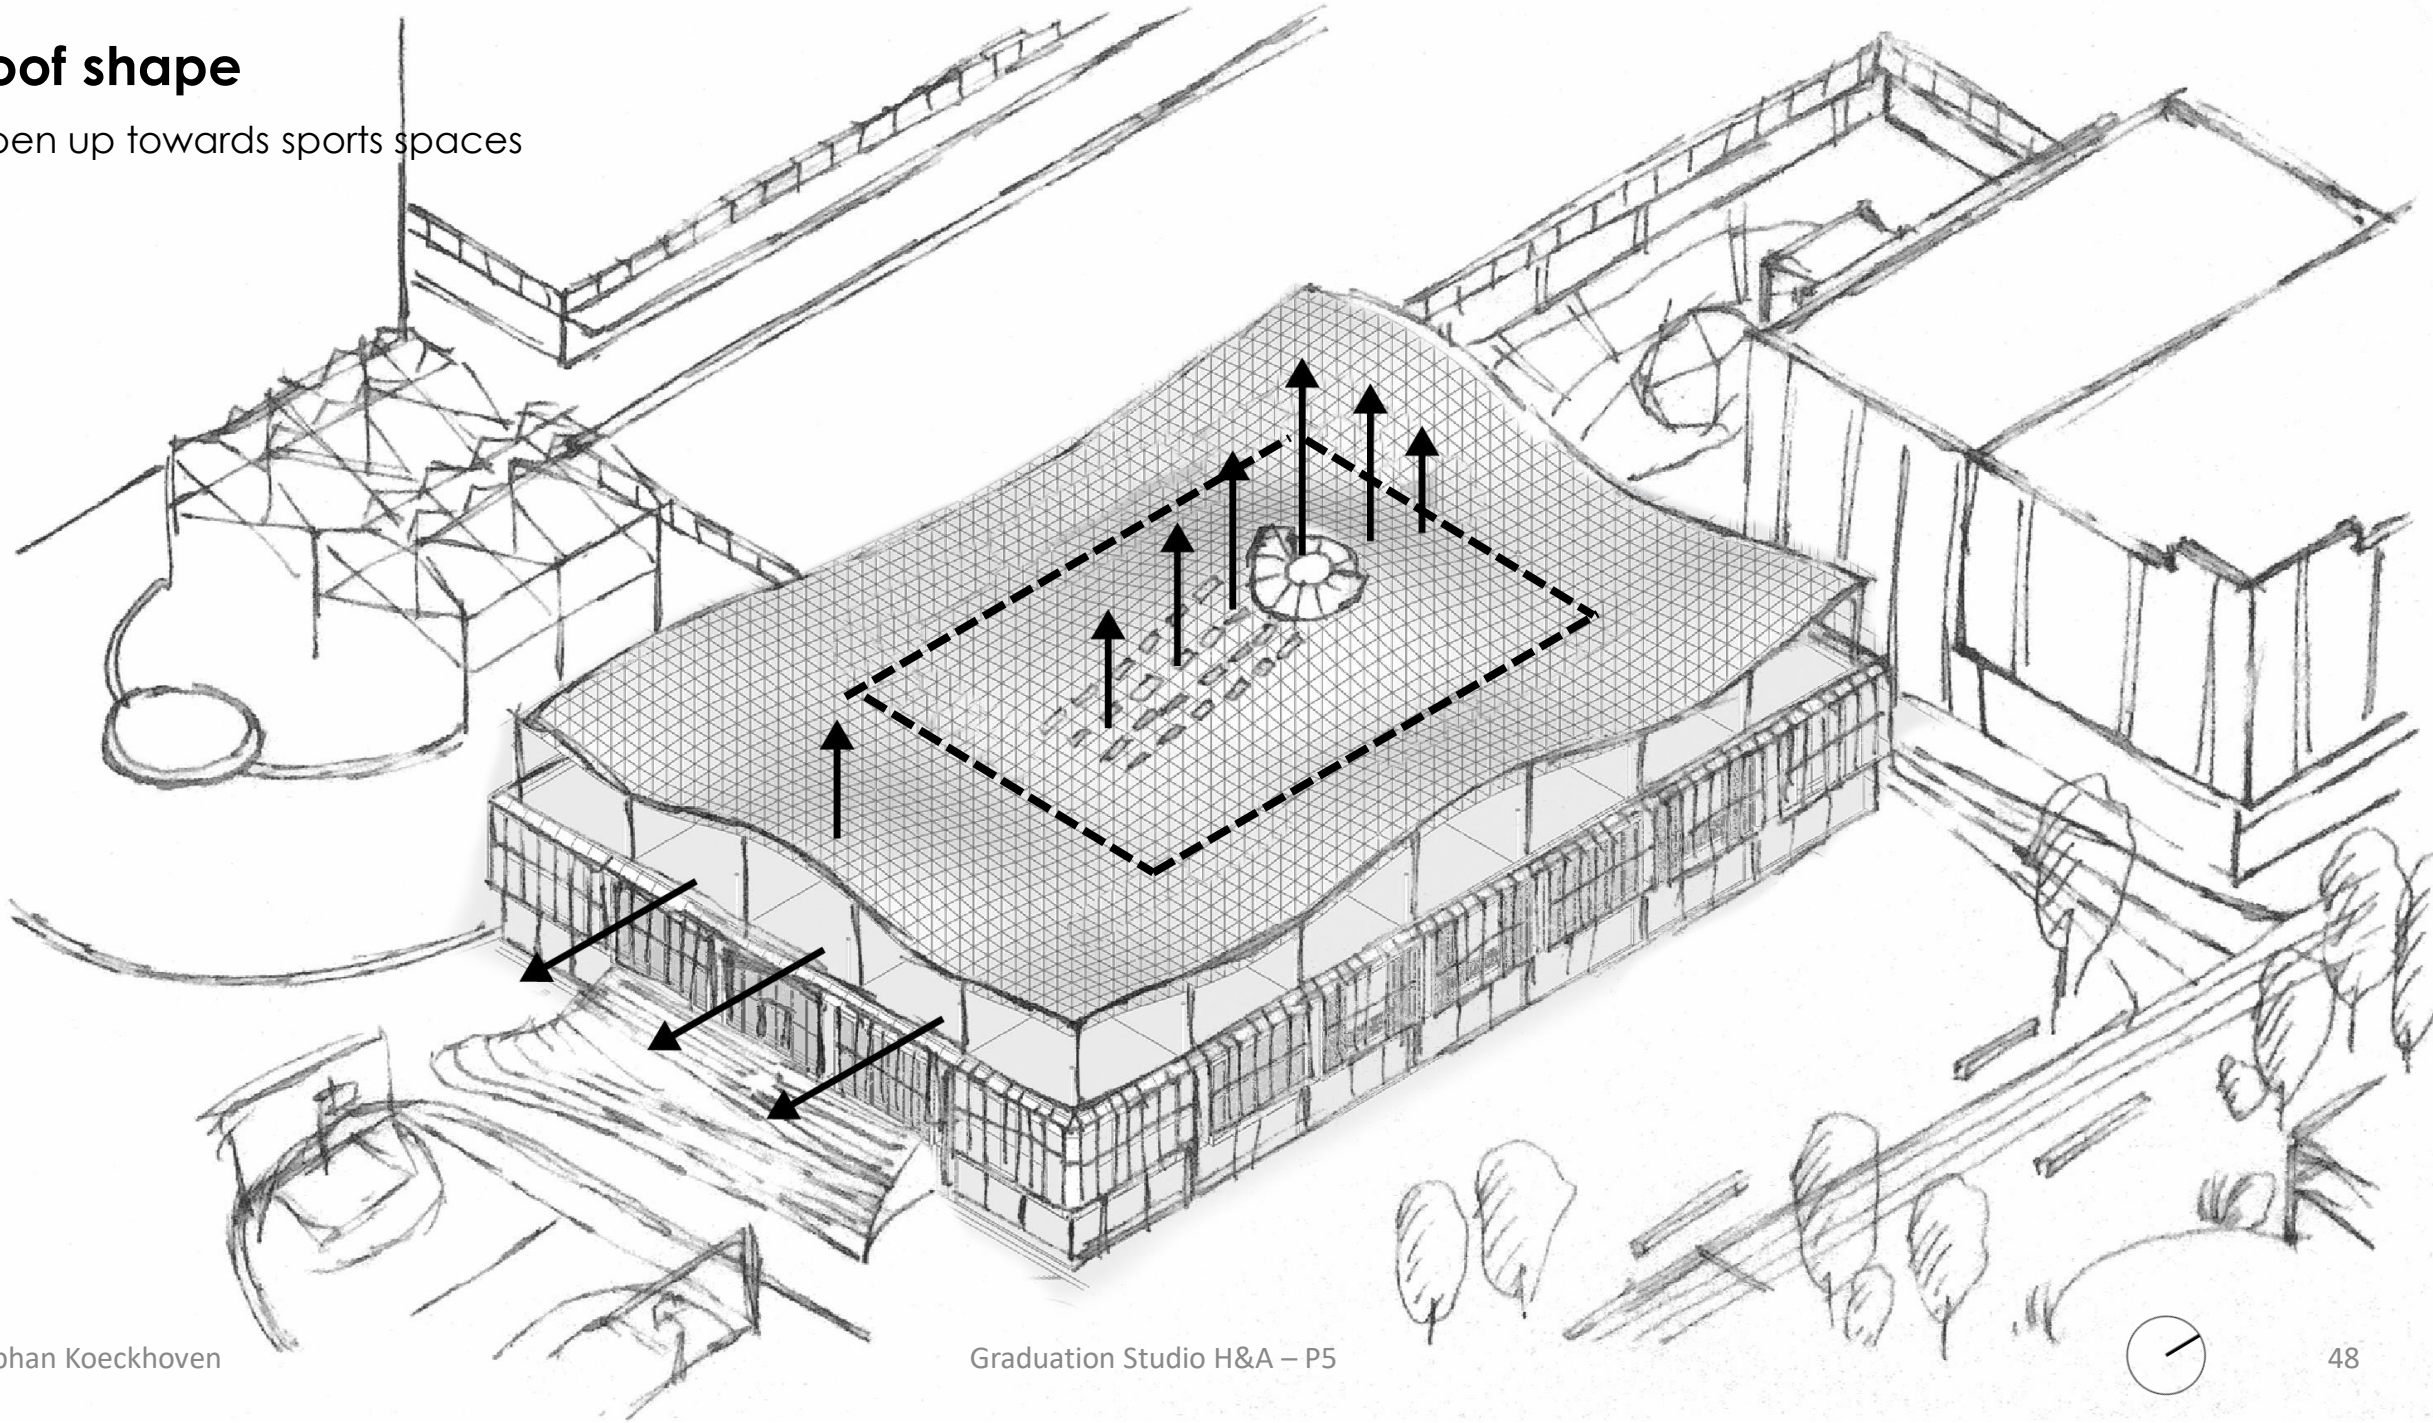 oof shape
pen up towards sports spaces
phan Koeckhoven
Graduation Studio H&A – P5
48